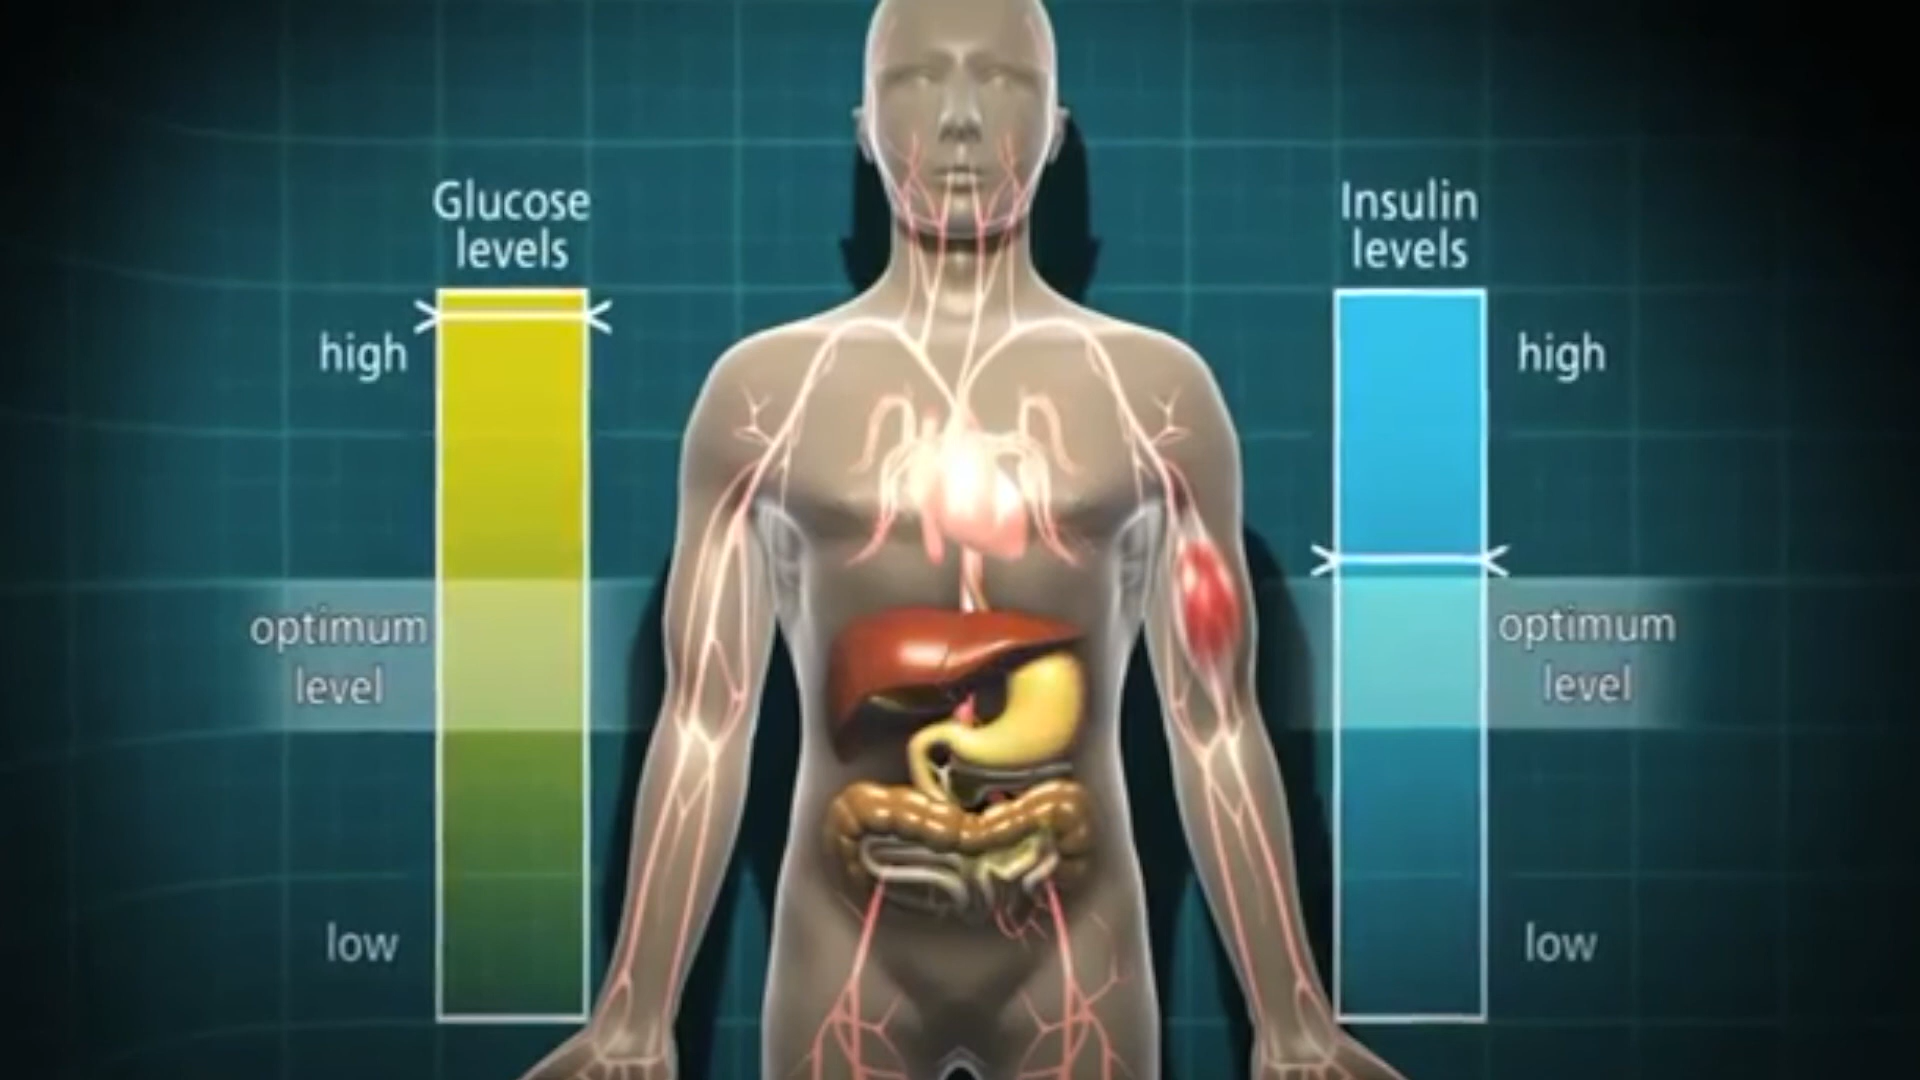 Glucose
levels
high
optimum
level
low
Insulin
levels
high
optimum
level
low